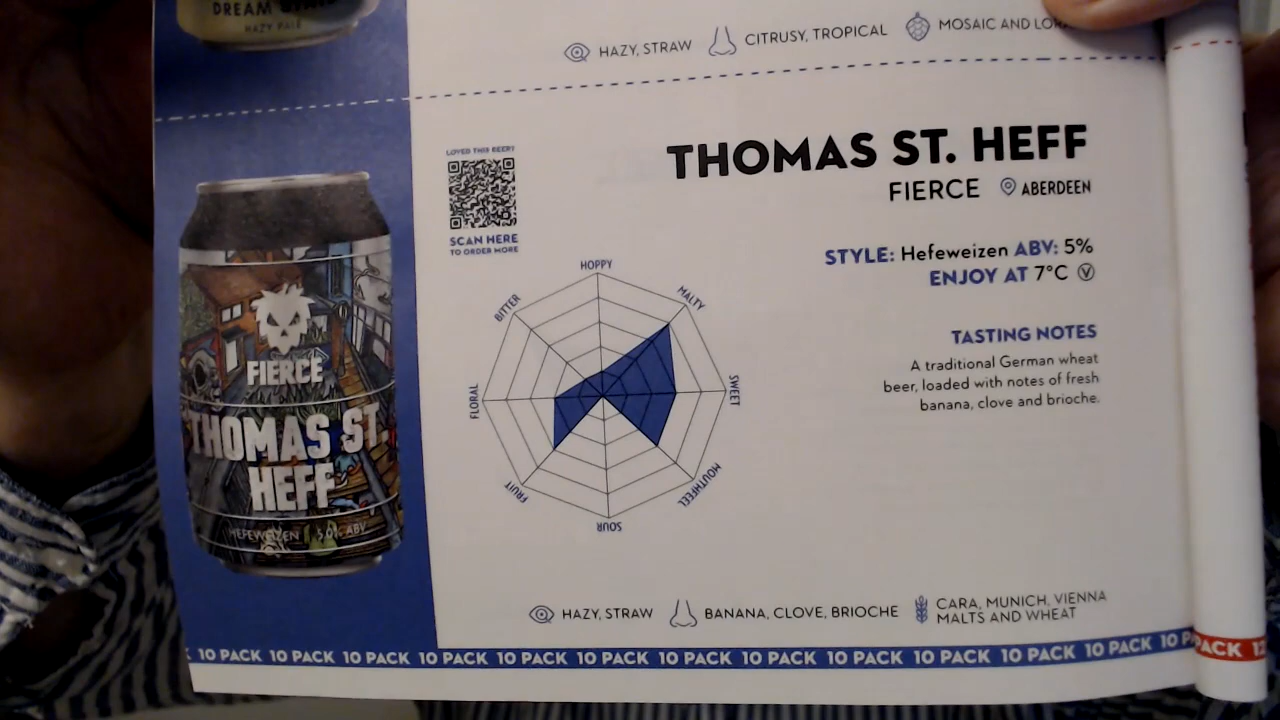 DREAM STATE
HAZY PALE
HAZY, STRAW
CITRUSY, TROPICAL
MOSAIC AND
LOVED THIS BEER?
SCAN HERE
TO ORDER MORE
THOMAS ST. HEFF
FIERCE ABERDEEN
STYLE: Hefeweizen ABV: 5%
ENJOY AT 7°C V
TASTING NOTES
A traditional German wheat
beer, loaded with notes of fresh
banana, clove and brioche.
HOPPY
MALTY
SWEET
MOUTHFEEL
SOUR
FRUIT
FLORAL
BITTER
FIERCE
THOMAS ST.
HEFF
HEFEWEIZEN 5.0% ABV
HAZY, STRAW
BANANA, CLOVE, BRIOCHE
CARA, MUNICH, VIENNA
MALTS AND WHEAT
10 PACK 10 PACK 10 PACK 10 PACK 10 PACK 10 PACK 10 PACK 10 PACK 10 PACK 10 PACK 10 PACK 10 PACK 10 PACK
PACK